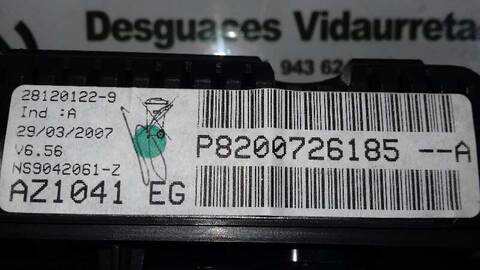 Desguaces Vidaurreta
943 62
28120122-9
Ind :A
29/03/2007
V6.56
NS9042061-Z
AZ1041 EG
P8200726185 --A